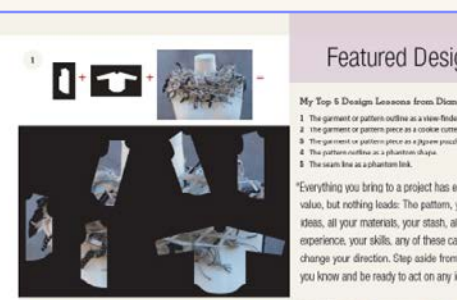 1
+ + =
Featured Desig
My Top 5 Design Lessons from Dian
1 The garment or pattern outline as a view-finde
2 The garment or pattern piece as a cookie cutte
3 The garment or pattern piece as a jigsaw puzzl
4 The pattern outline as a phantom shape.
5 The seam line as a phantom link.
"Everything you bring to a project has e
value, but nothing leads: The pattern, y
ideas, all your materials, your stash, al
experience, your skills, any of these ca
change your direction. Step aside from
you know and be ready to act on any i